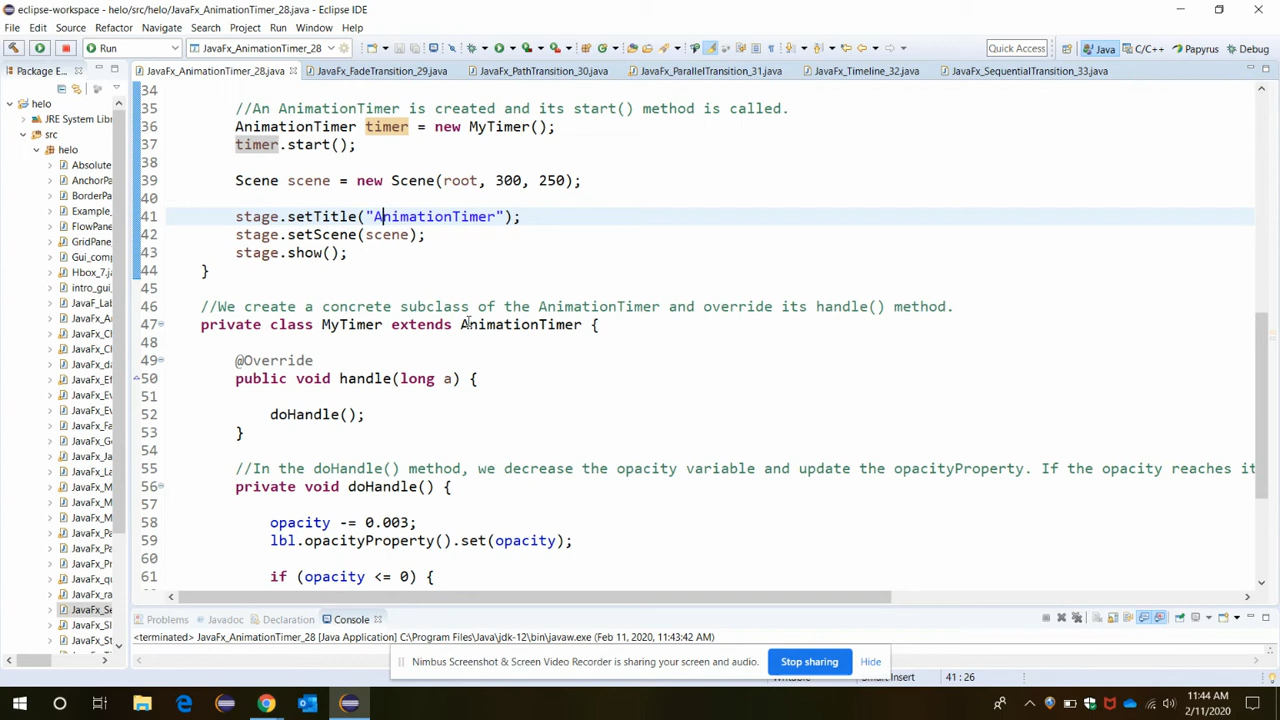 eclipse-workspace - helo/src/helo/JavaFx_AnimationTimer_28.java - Eclipse IDE
File Edit Source Refactor Navigate Search Project Run Window Help
Run JavaFx_AnimationTimer_28 Quick Access Java C/C++ Papyrus Debug
Package E... JavaFx_AnimationTimer_28.java JavaFx_FadeTransition_29.java JavaFx_PathTransition_30.java JavaFx_ParallelTransition_31.java JavaFx_Timeline_32.java JavaFx_SequentialTransition_33.java
helo
JRE System Libr
src
helo
Absolute
AnchorPa
BorderPa
Example_
FlowPane
GridPane_
Gui_comp
Hbox_7.ja
intro_gui_
JavaF_Lab
JavaFx_Ar
JavaFx_Ch
JavaFx_Ch
JavaFx_da
JavaFx_Ef
JavaFx_Ev
JavaFx_Ev
JavaFx_Fa
JavaFx_Gr
JavaFx_Ja
JavaFx_La
JavaFx_M
JavaFx_M
JavaFx_M
JavaFx_Pa
JavaFx_Pa
JavaFx_Pr
JavaFx_qu
JavaFx_ra
JavaFx_Se
JavaFx_Sl
JavaFx_St
34
35 //An AnimationTimer is created and its start() method is called.
36 AnimationTimer timer = new MyTimer();
37 timer.start();
38
39 Scene scene = new Scene(root, 300, 250);
40
41 stage.setTitle("AnimationTimer");
42 stage.setScene(scene);
43 stage.show();
44 }
45
46 //We create a concrete subclass of the AnimationTimer and override its handle() method.
47 private class MyTimer extends AnimationTimer {
48
49 @Override
50 public void handle(long a) {
51
52 doHandle();
53 }
54
55 //In the doHandle() method, we decrease the opacity variable and update the opacityProperty. If the opacity reaches it
56 private void doHandle() {
57
58 opacity -= 0.003;
59 lbl.opacityProperty().set(opacity);
60
61 if (opacity <= 0) {
Problems Javadoc Declaration Console
<terminated> JavaFx_AnimationTimer_28 [Java Application] C:\Program Files\Java\jdk-12\bin\javaw.exe (Feb 11, 2020, 11:43:42 AM)
Nimbus Screenshot & Screen Video Recorder is sharing your screen and audio. Stop sharing Hide
Writable Smart Insert 41 : 26
11:44 AM
2/11/2020